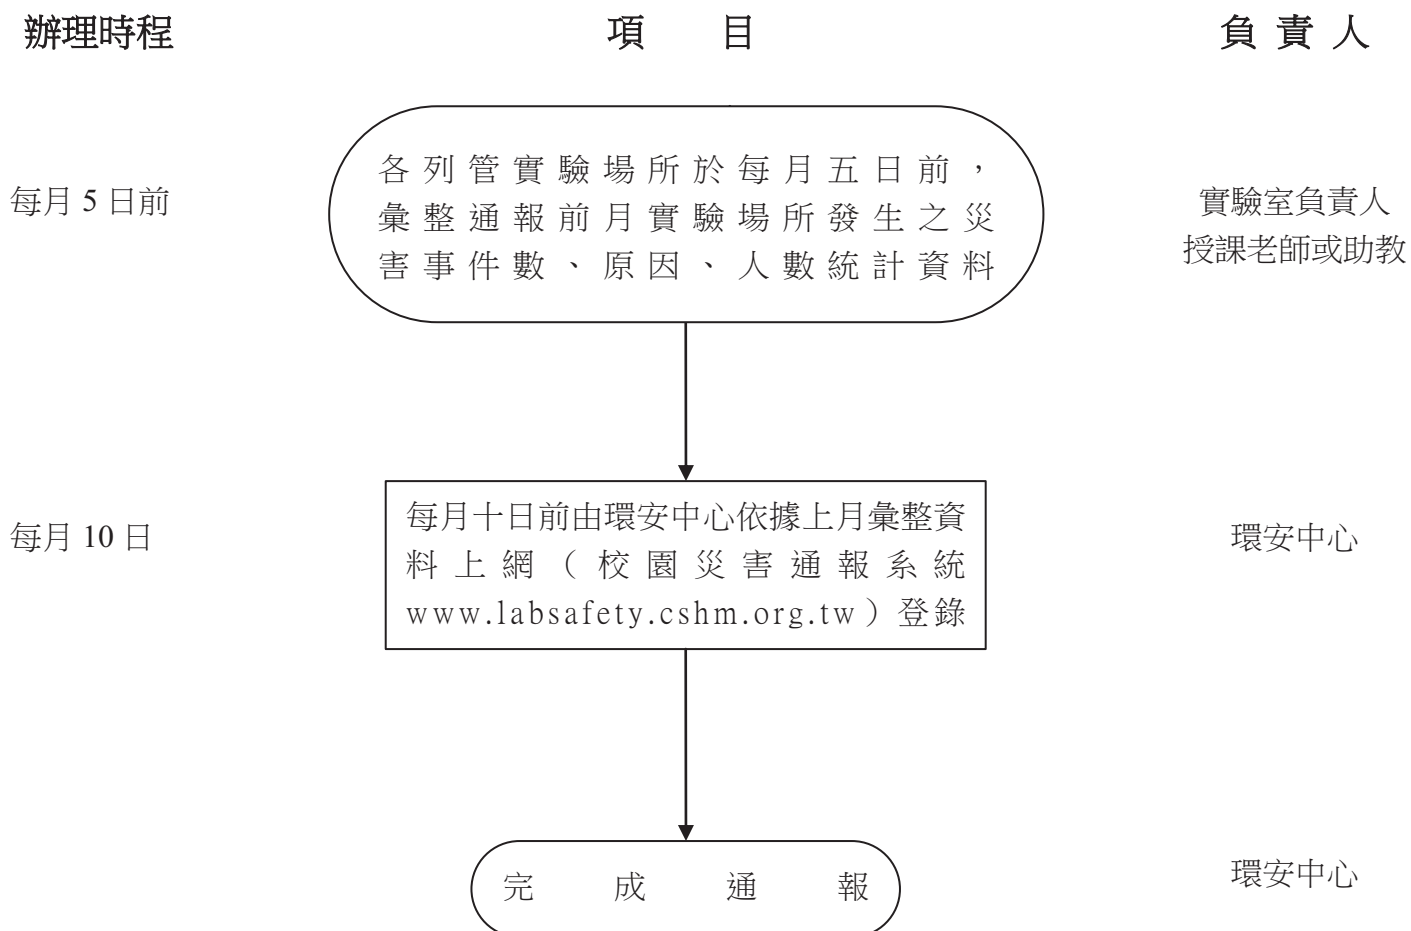 辦理時程 項 目 負 責 人
每月 5 日前
各列管實驗場所於每月五日前，
彙整通報前月實驗場所發生之災
害事件數、原因、人數統計資料
實驗室負責人
授課老師或助教
每月 10 日
每月十日前由環安中心依據上月彙整資
料上網（校園災害通報系統
www.labsafety.cshm.org.tw）登錄
環安中心
完成通報
環安中心